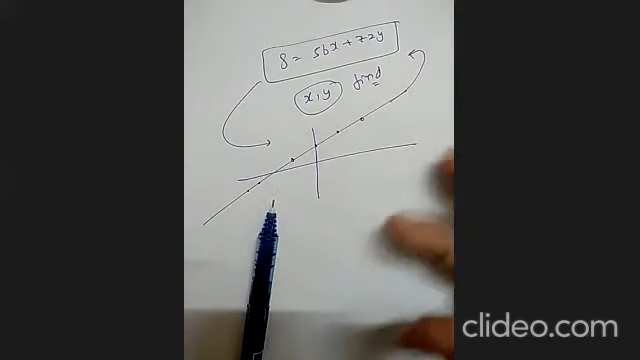 8 = 56x + 72y
x, y find
clideo.com